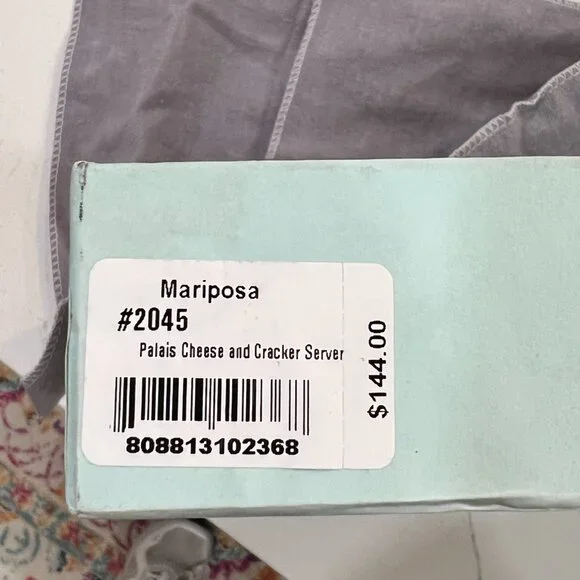 Mariposa
#2045
Palais Cheese and Cracker Server
808813102368
$144.00